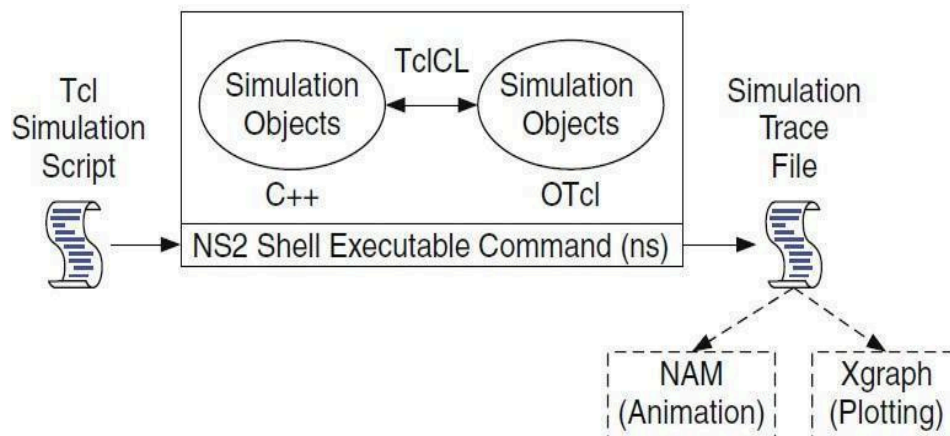 Tcl
Simulation
Script
TclCL
Simulation
Objects
Simulation
Objects
C++
OTcl
NS2 Shell Executable Command (ns)
Simulation
Trace
File
NAM
(Animation)
Xgraph
(Plotting)